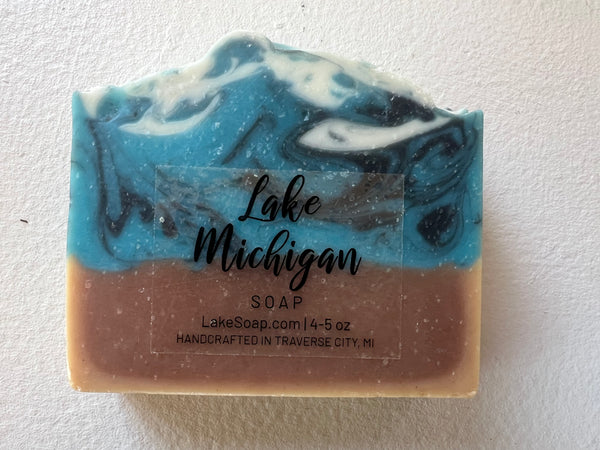 Lake
Michigan
SOAP
LakeSoap.com | 4-5 oz
HANDCRAFTED IN TRAVERSE CITY, MI